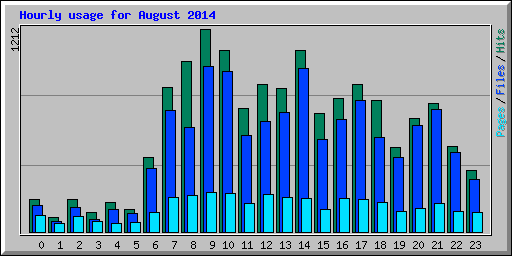 Hourly usage for August 2014
1212
Pages / Files / Hits
0 1 2 3 4 5 6 7 8 9 10 11 12 13 14 15 16 17 18 19 20 21 22 23